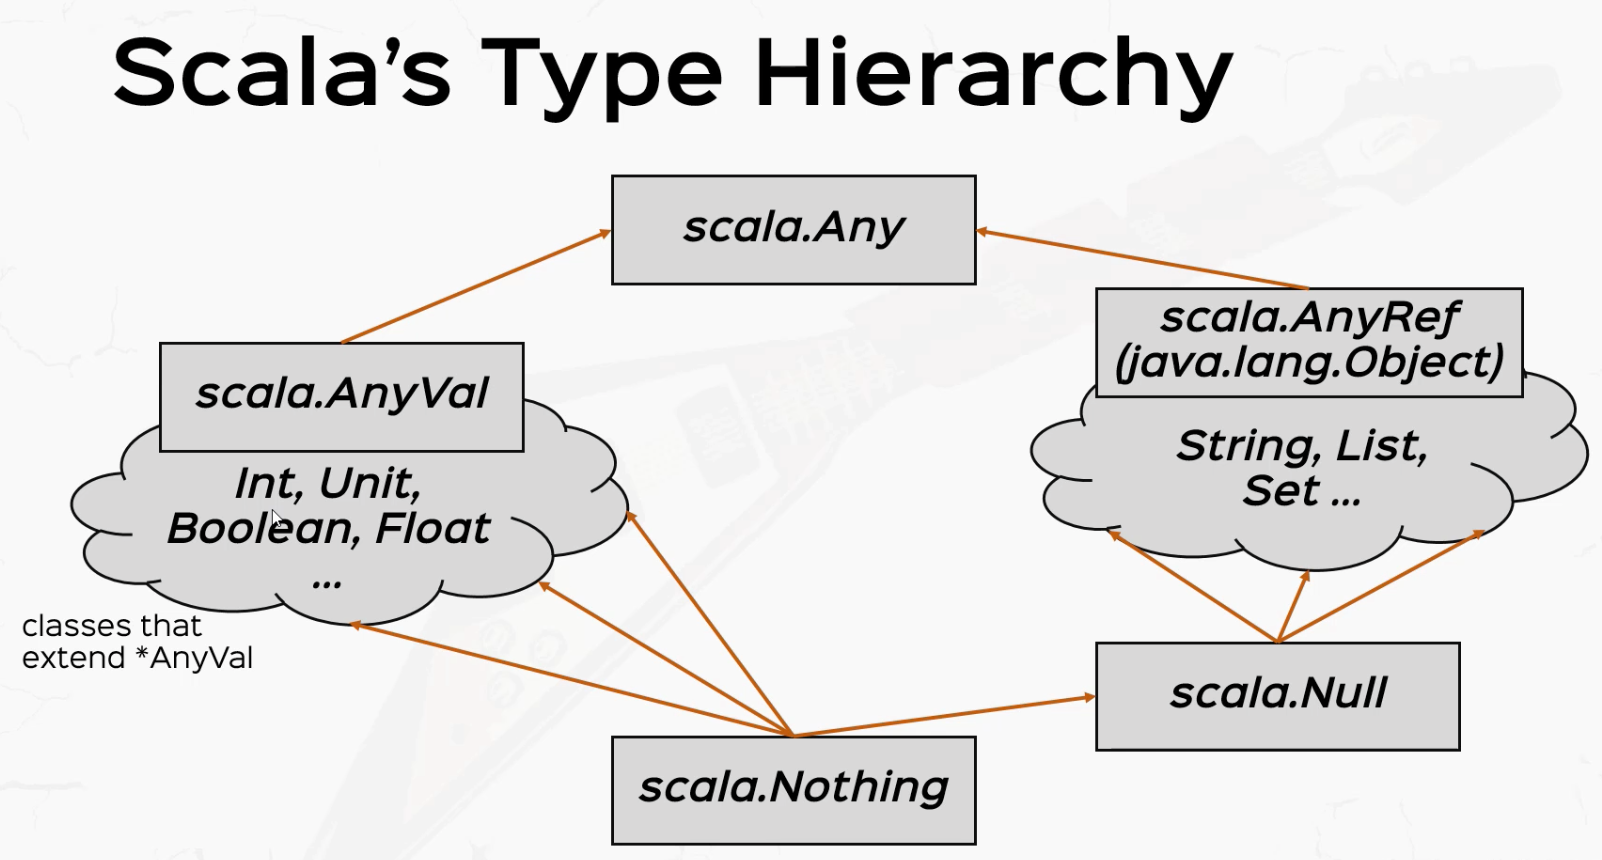 Scala’s Type Hierarchy
scala.Any
scala.AnyRef
(java.lang.Object)
scala.AnyVal
String, List,
Set ...
Int, Unit,
Boolean, Float
...
classes that
extend *AnyVal
scala.Null
scala.Nothing